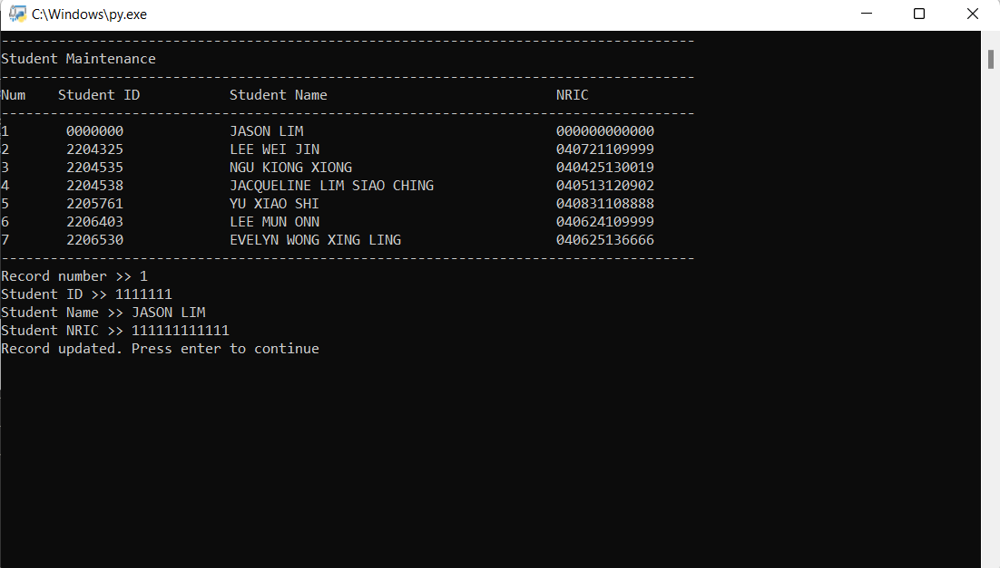 C:\Windows\py.exe
-------------------------------------------------------------------------------------
Student Maintenance
-------------------------------------------------------------------------------------
Num    Student ID           Student Name                            NRIC
-------------------------------------------------------------------------------------
1       0000000             JASON LIM                               000000000000
2       2204325             LEE WEI JIN                             040721109999
3       2204535             NGU KIONG XIONG                         040425130019
4       2204538             JACQUELINE LIM SIAO CHING               040513120902
5       2205761             YU XIAO SHI                             040831108888
6       2206403             LEE MUN ONN                             040624109999
7       2206530             EVELYN WONG XING LING                   040625136666
-------------------------------------------------------------------------------------
Record number >> 1
Student ID >> 1111111
Student Name >> JASON LIM
Student NRIC >> 111111111111
Record updated. Press enter to continue